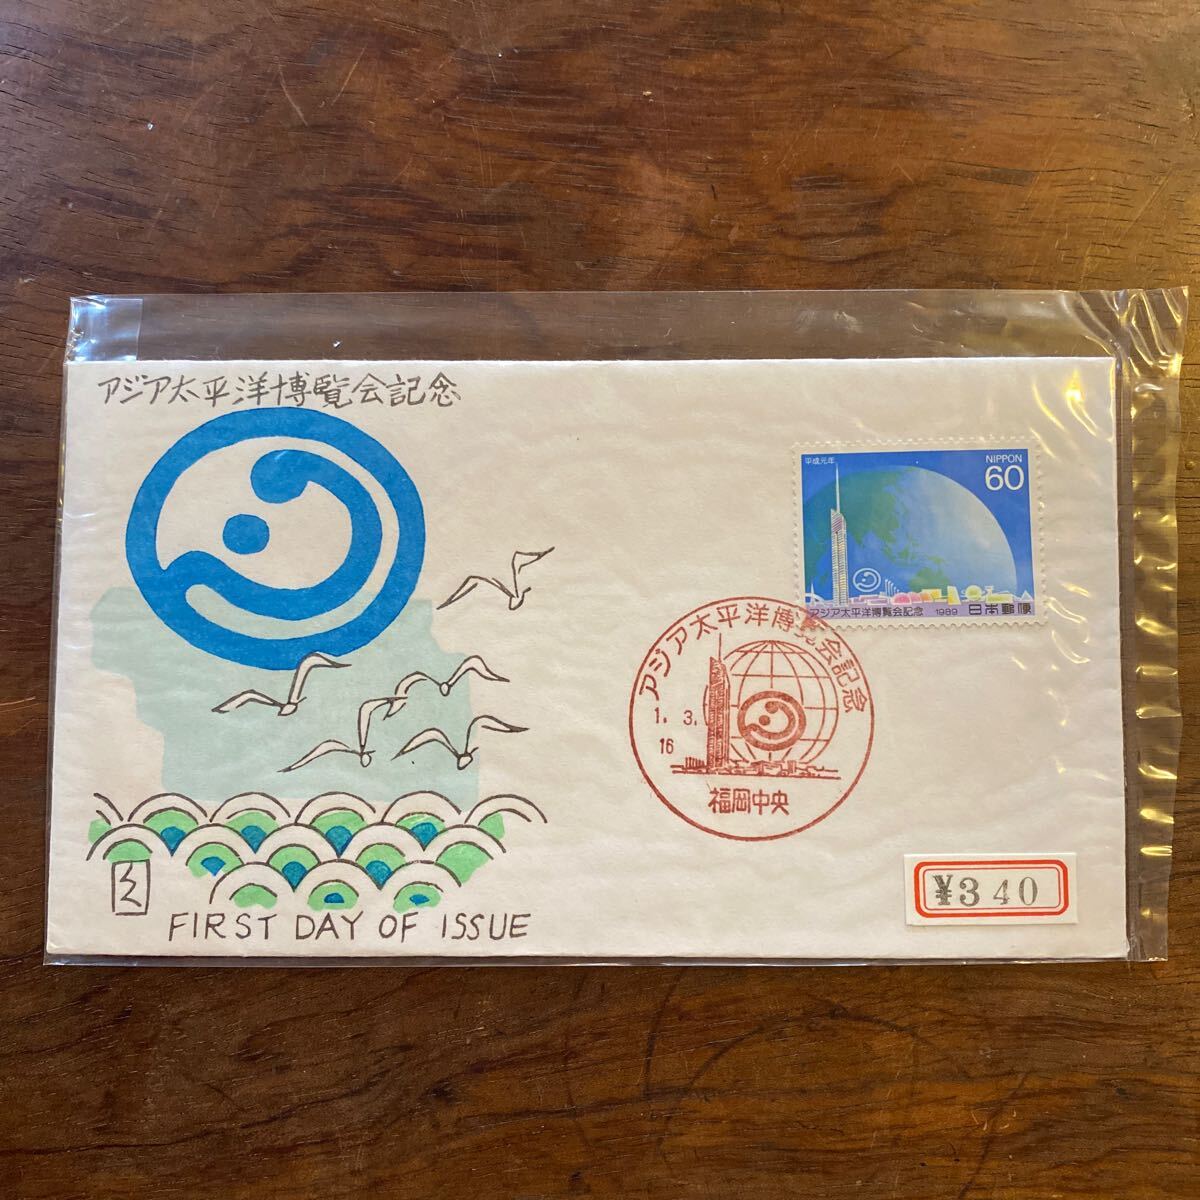 アジア太平洋博覧会記念
平成元年
NIPPON
60
アジア太平洋博覧会記念 1989 日本郵便
アジア太平洋博覧会記念
1. 3.
16
福岡中央
¥340
FIRST DAY OF ISSUE